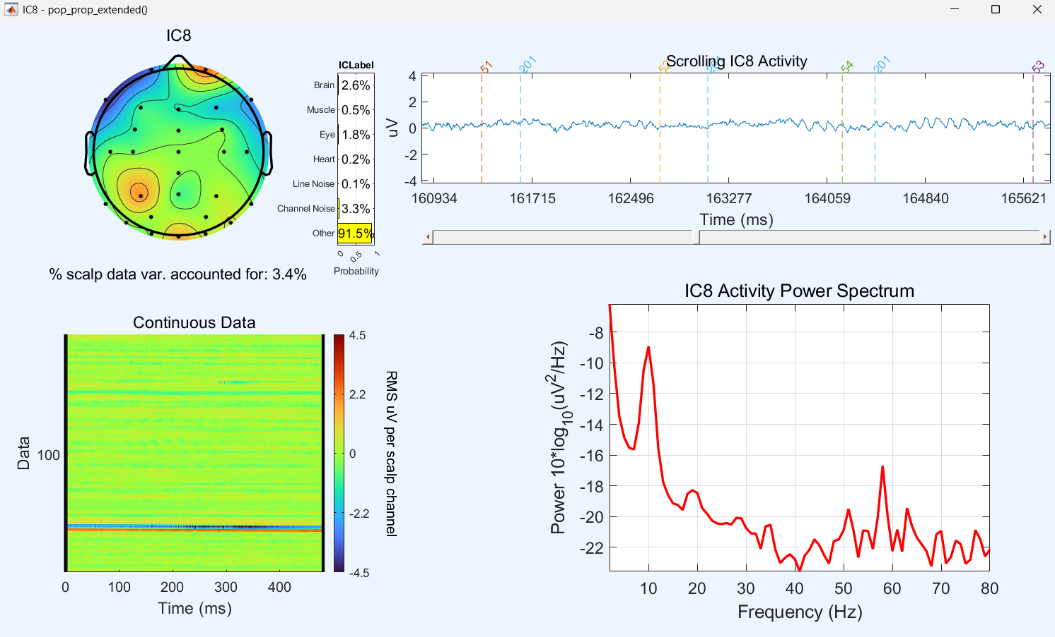 IC8 - pop_prop_extended()
IC8
ICLabel
Brain 2.6%
Muscle 0.5%
Eye 1.8%
Heart 0.2%
Line Noise 0.1%
Channel Noise 3.3%
Other 91.5%
0 0.5 1
Probability
% scalp data var. accounted for: 3.4%
Scrolling IC8 Activity
51 201 201 54 201 53
4
2
0
-2
-4
uV
160934 161715 162496 163277 164059 164840 165621
Time (ms)
Continuous Data
Data
100
0 100 200 300 400
Time (ms)
4.5
2.2
0
-2.2
-4.5
RMS uV per scalp channel
IC8 Activity Power Spectrum
Power 10*log10(uV2/Hz)
-8
-10
-12
-14
-16
-18
-20
-22
10 20 30 40 50 60 70 80
Frequency (Hz)